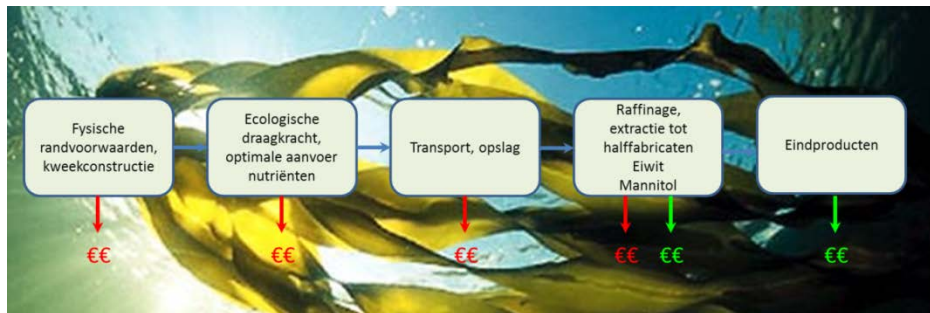 Fysische
randvoorwaarden,
kweekconstructie
Ecologische
draagkracht,
optimale aanvoer
nutriënten
Transport, opslag
Raffinage,
extractie tot
halffabricaten
Eiwit
Mannitol
Eindproducten
€€
€€
€€
€€
€€
€€